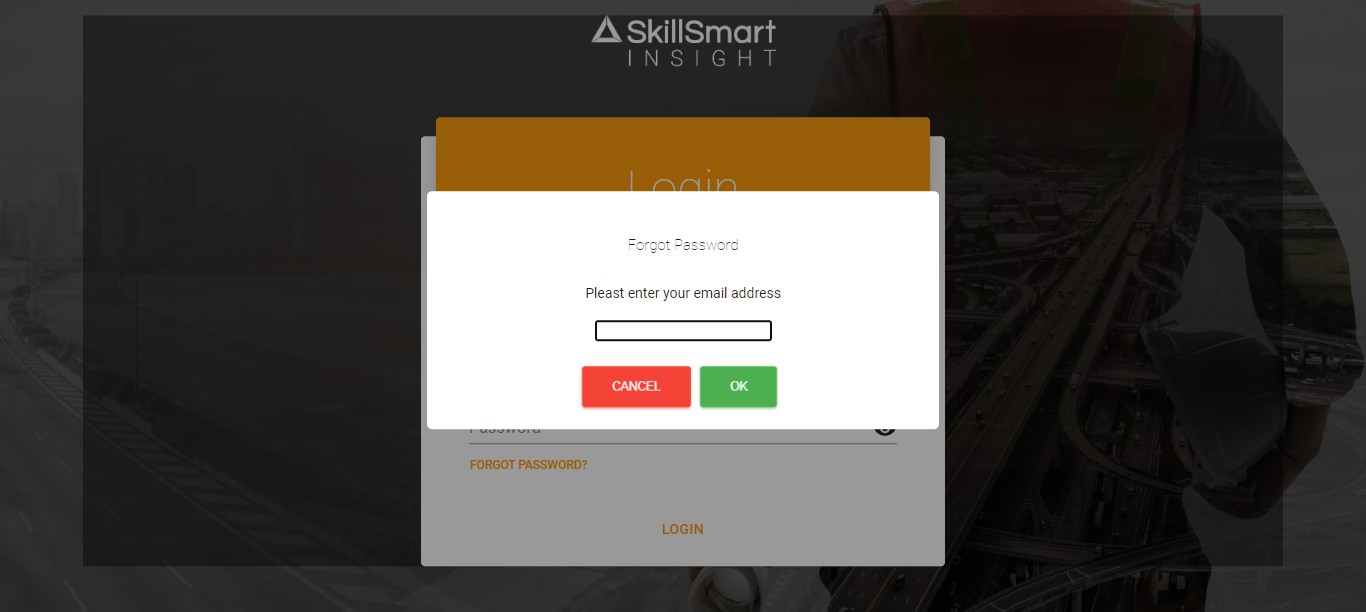 SkillSmart
INSIGHT
Login
Forgot Password
Pleast enter your email address
CANCEL
OK
Password
FORGOT PASSWORD?
LOGIN